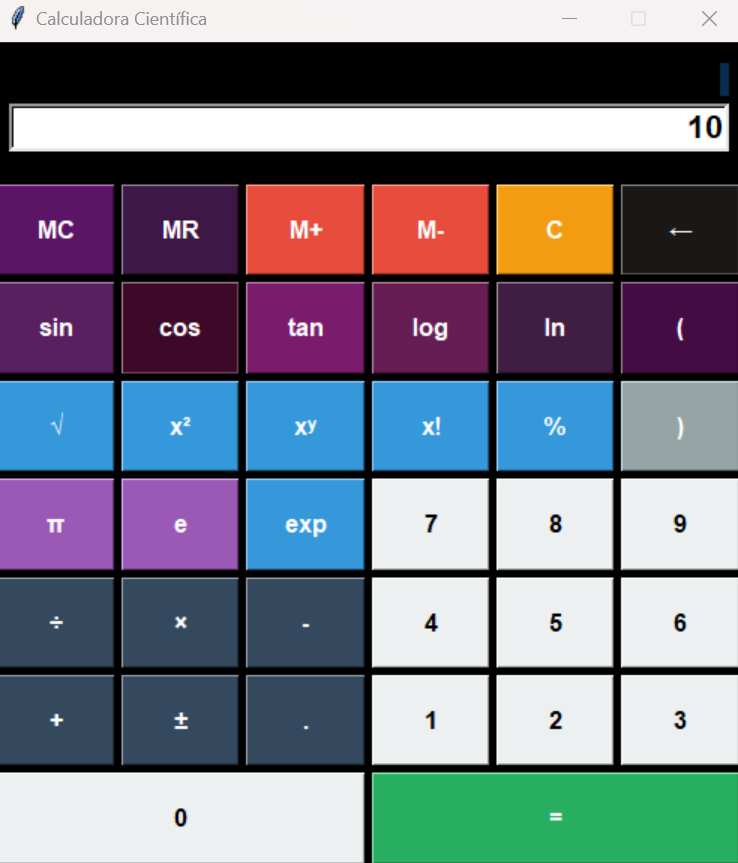 Calculadora Científica
10
MC MR M+ M- C ←
sin cos tan log ln (
√ x² xʸ x! % )
π e exp 7 8 9
÷ × - 4 5 6
+ ± . 1 2 3
0 =